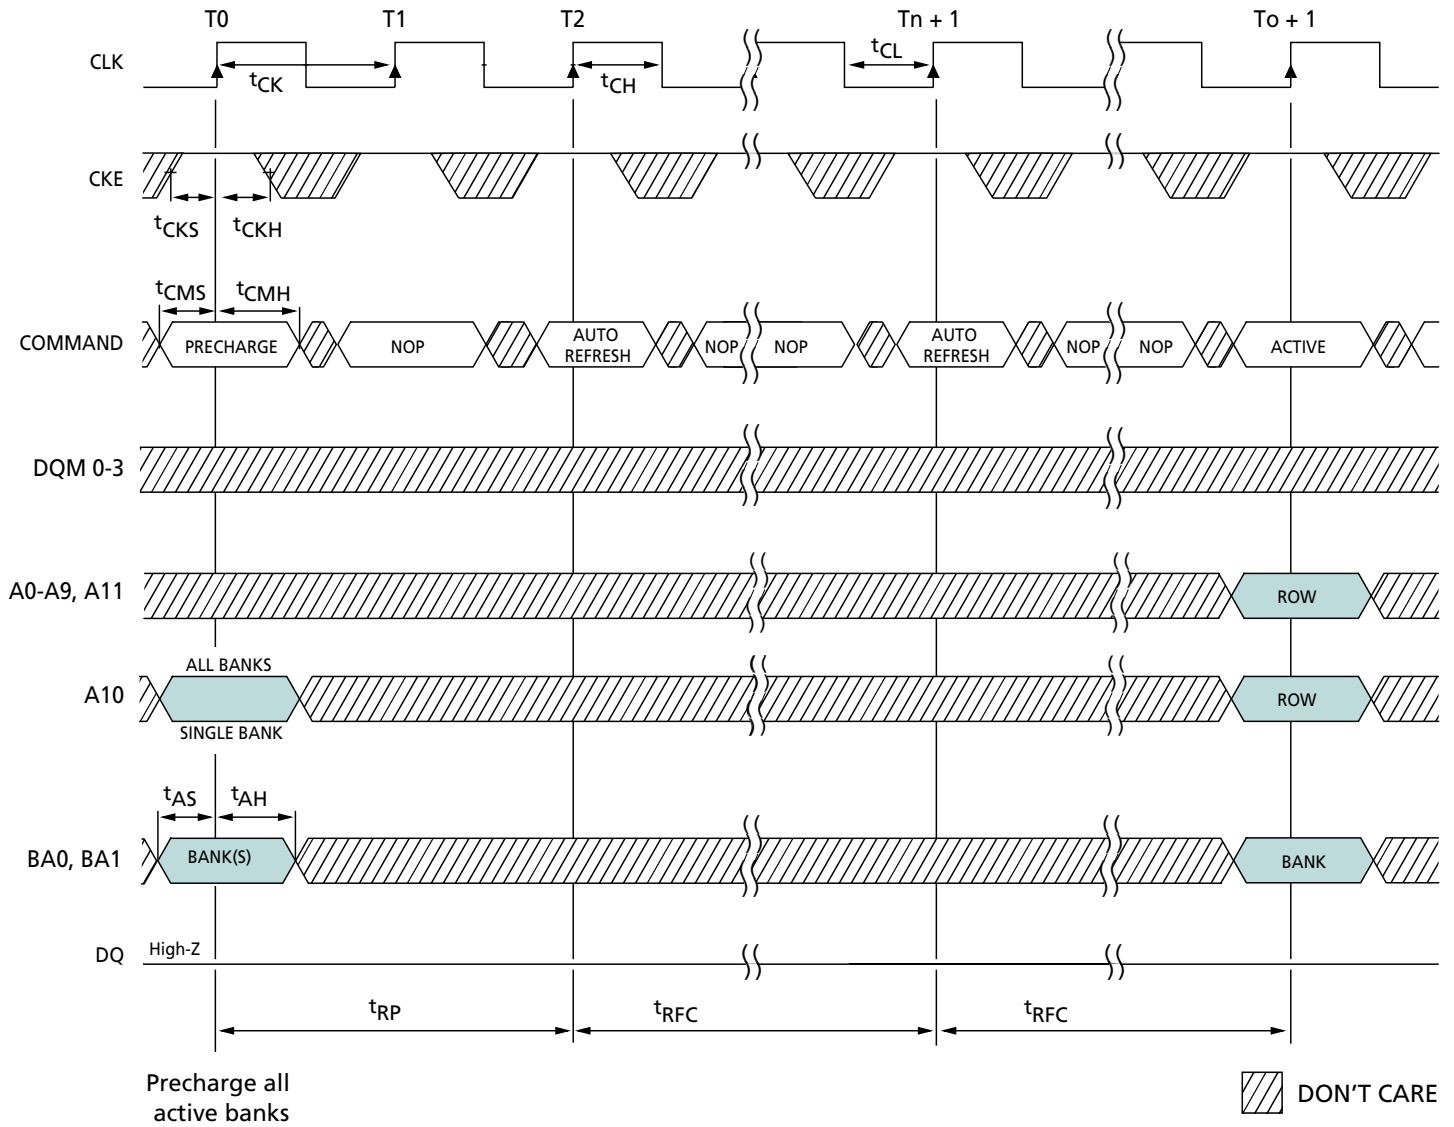 T0 T1 T2 Tn + 1 To + 1
CLK
tCK tCH tCL
CKE
tCKS tCKH
tCMS tCMH
COMMAND
PRECHARGE
NOP
AUTO
REFRESH
NOP
NOP
AUTO
REFRESH
NOP
NOP
ACTIVE
DQM 0-3
A0-A9, A11
ROW
ALL BANKS
A10
ROW
SINGLE BANK
tAS tAH
BA0, BA1
BANK(S)
BANK
DQ
High-Z
tRP tRFC tRFC
Precharge all
active banks
DON'T CARE